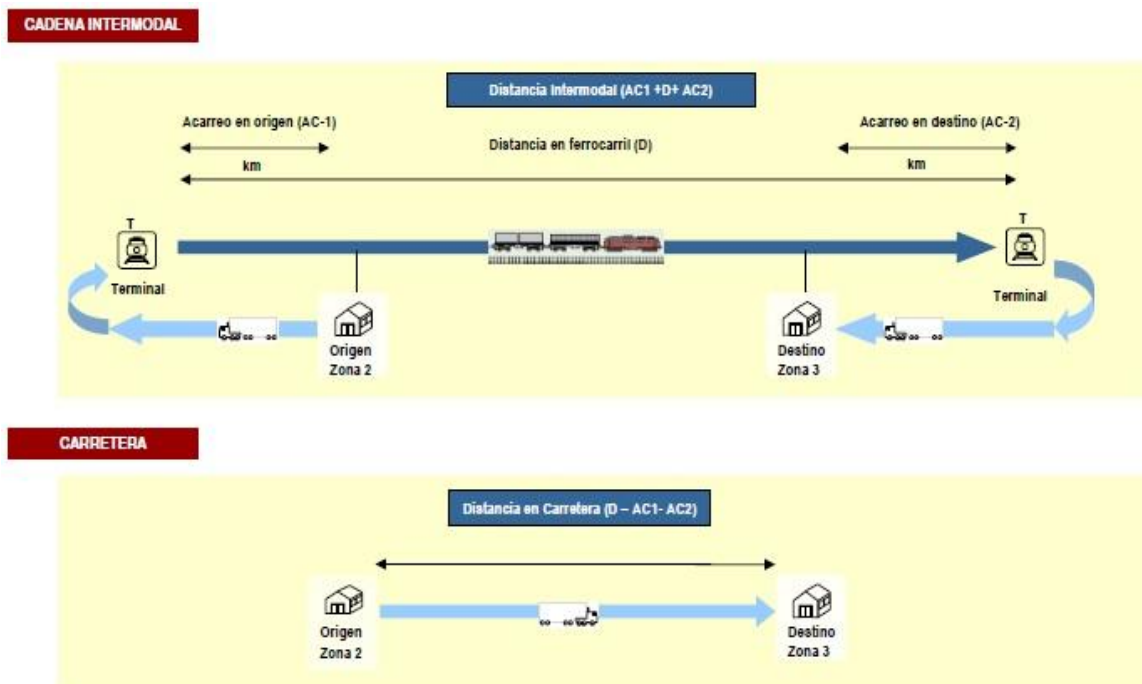 CADENA INTERMODAL
Distancia Intermodal (AC1 +D+ AC2)
Acarreo en origen (AC-1)
Acarreo en destino (AC-2)
Distancia en ferrocarril (D)
km
km
T
T
Terminal
Terminal
Origen
Zona 2
Destino
Zona 3
CARRETERA
Distancia en Carretera (D – AC1- AC2)
Origen
Zona 2
Destino
Zona 3